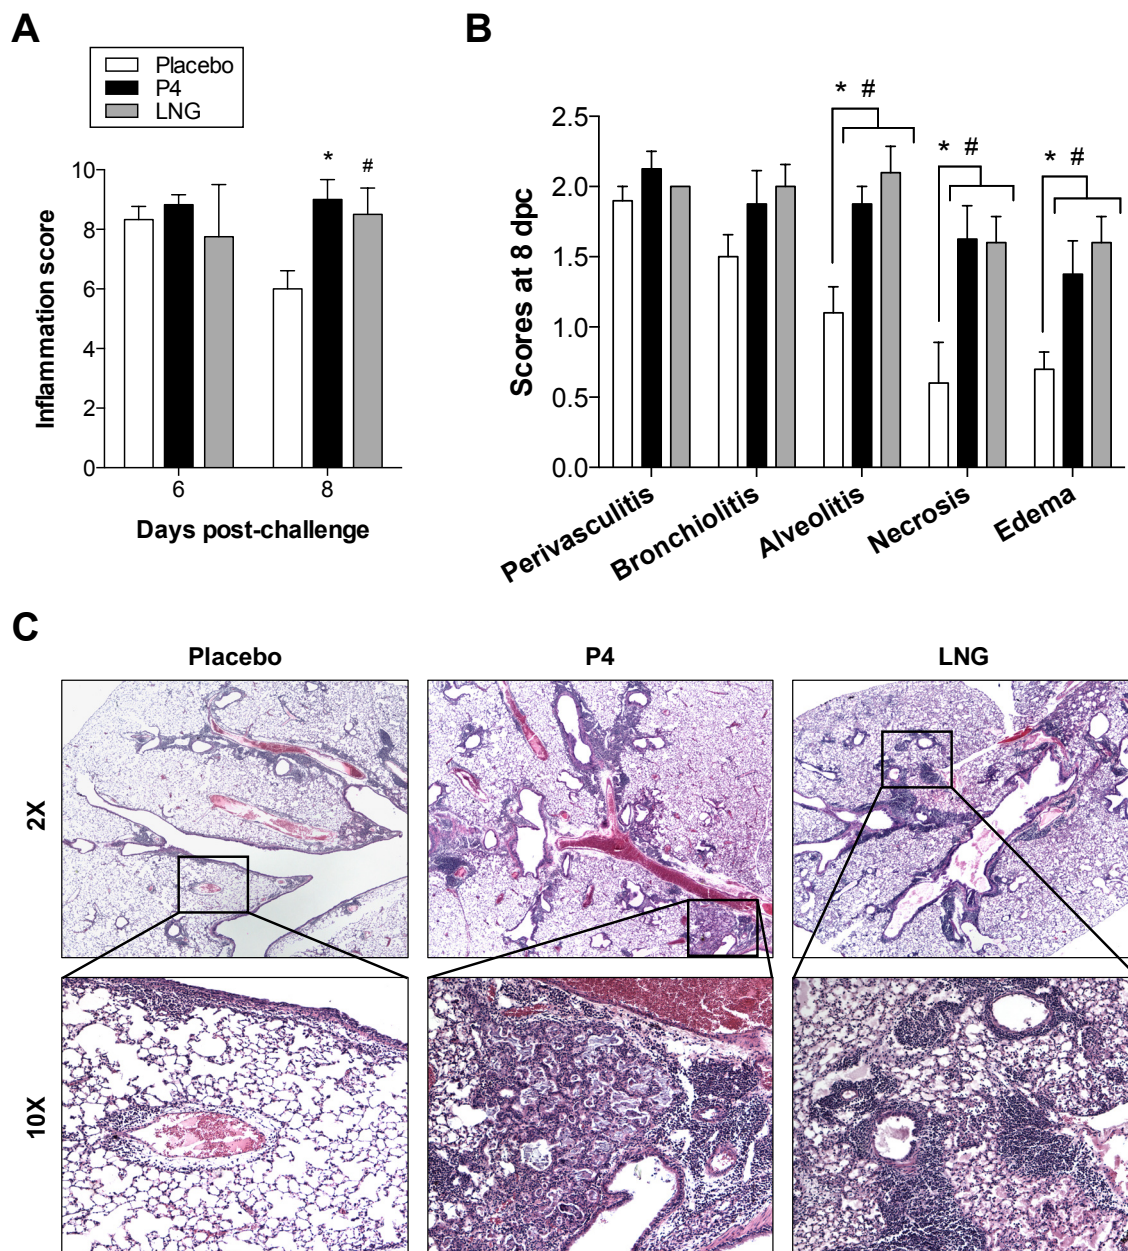 A
Placebo
P4
LNG
Inflammation score
10
8
6
4
2
0
* #
6 8
Days post-challenge
B
Scores at 8 dpc
2.5
2.0
1.5
1.0
0.5
0.0
* #
* #
* #
Perivasculitis
Bronchiolitis
Alveolitis
Necrosis
Edema
C
Placebo P4 LNG
2X
10X